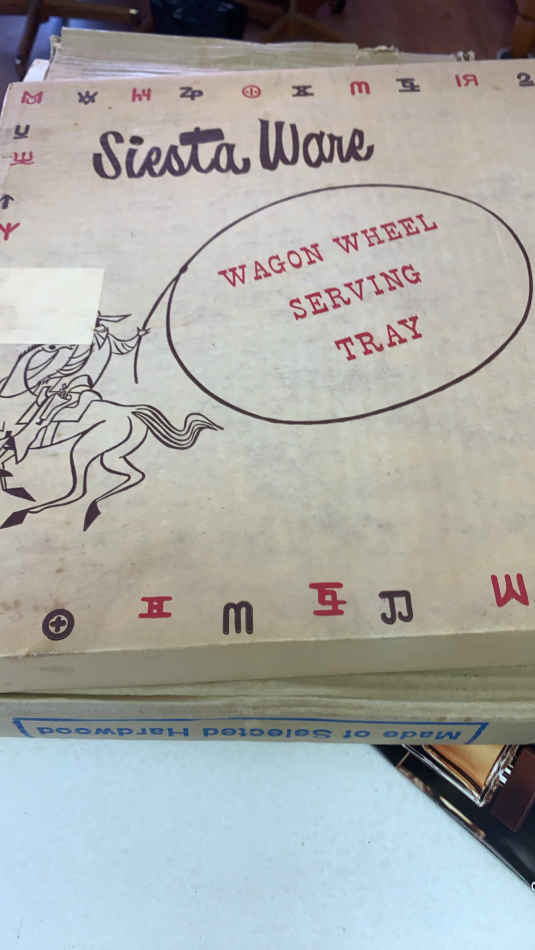 Siesta Ware
WAGON WHEEL
SERVING
TRAY
Made of Selected Hardwood